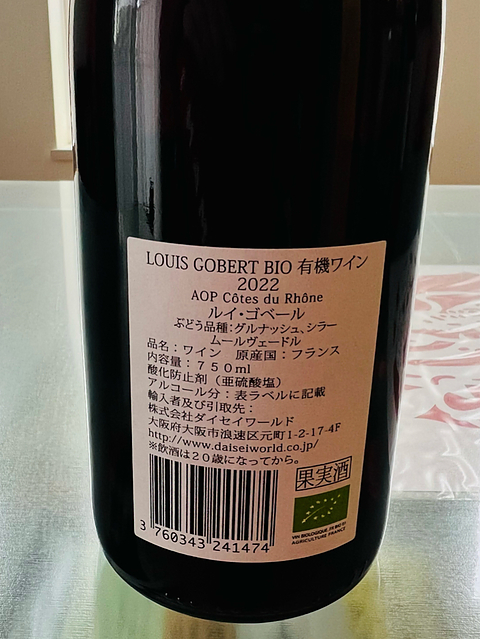 LOUIS GOBERT BIO 有機ワイン
2022
AOP Côtes du Rhône
ルイ・ゴベール
ぶどう品種：グルナッシュ、シラー
ムールヴェードル
品名：ワイン　原産国：フランス
内容量：７５０ｍｌ
酸化防止剤（亜硫酸塩）
アルコール分：表ラベルに記載
輸入者及び引取先：
株式会社ダイセイワールド
大阪府大阪市浪速区元町1-2-17-4F
http://www.daiseiworld.co.jp/
※飲酒は２０歳になってから。
果実酒
3 760343 241474
VIN BIOLOGIQUE FR BIO 01
AGRICULTURE FRANCE